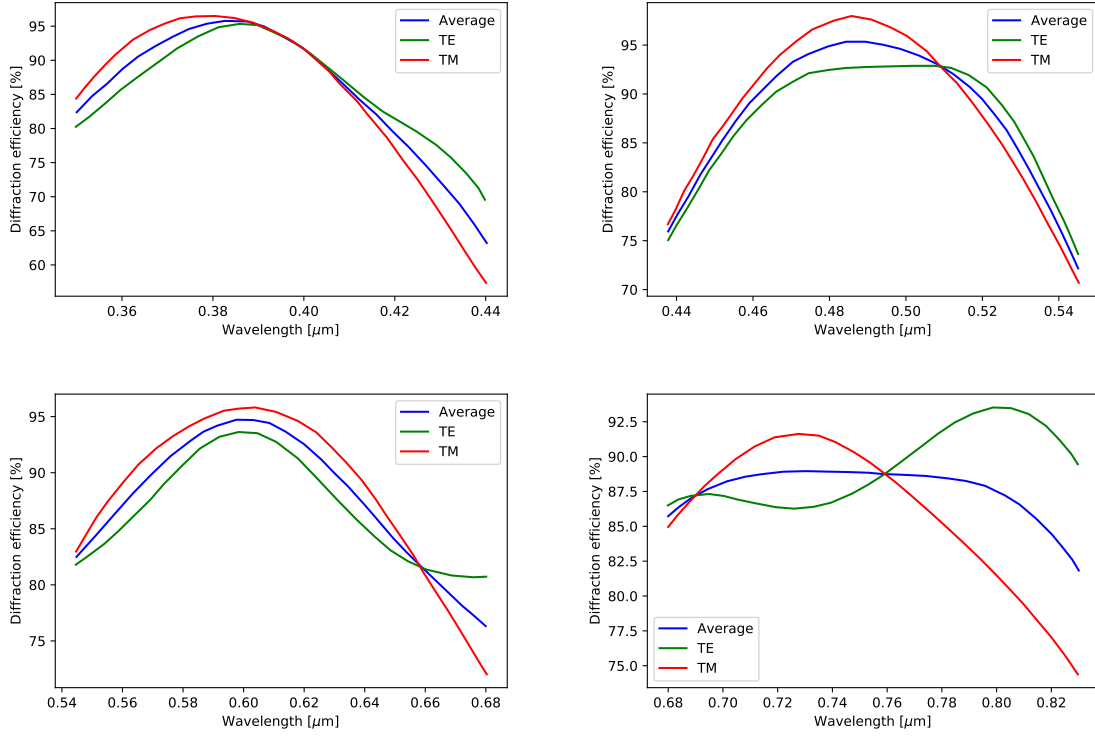 95
90
85
80
75
70
65
60
0.36
0.38
0.40
0.42
0.44
Diffraction efficiency [%]
Wavelength [μm]
Average
TE
TM
95
90
85
80
75
70
0.44
0.46
0.48
0.50
0.52
0.54
Diffraction efficiency [%]
Wavelength [μm]
Average
TE
TM
95
90
85
80
75
0.54
0.56
0.58
0.60
0.62
0.64
0.66
0.68
Diffraction efficiency [%]
Wavelength [μm]
Average
TE
TM
92.5
90.0
87.5
85.0
82.5
80.0
77.5
75.0
0.68
0.70
0.72
0.74
0.76
0.78
0.80
0.82
Diffraction efficiency [%]
Wavelength [μm]
Average
TE
TM